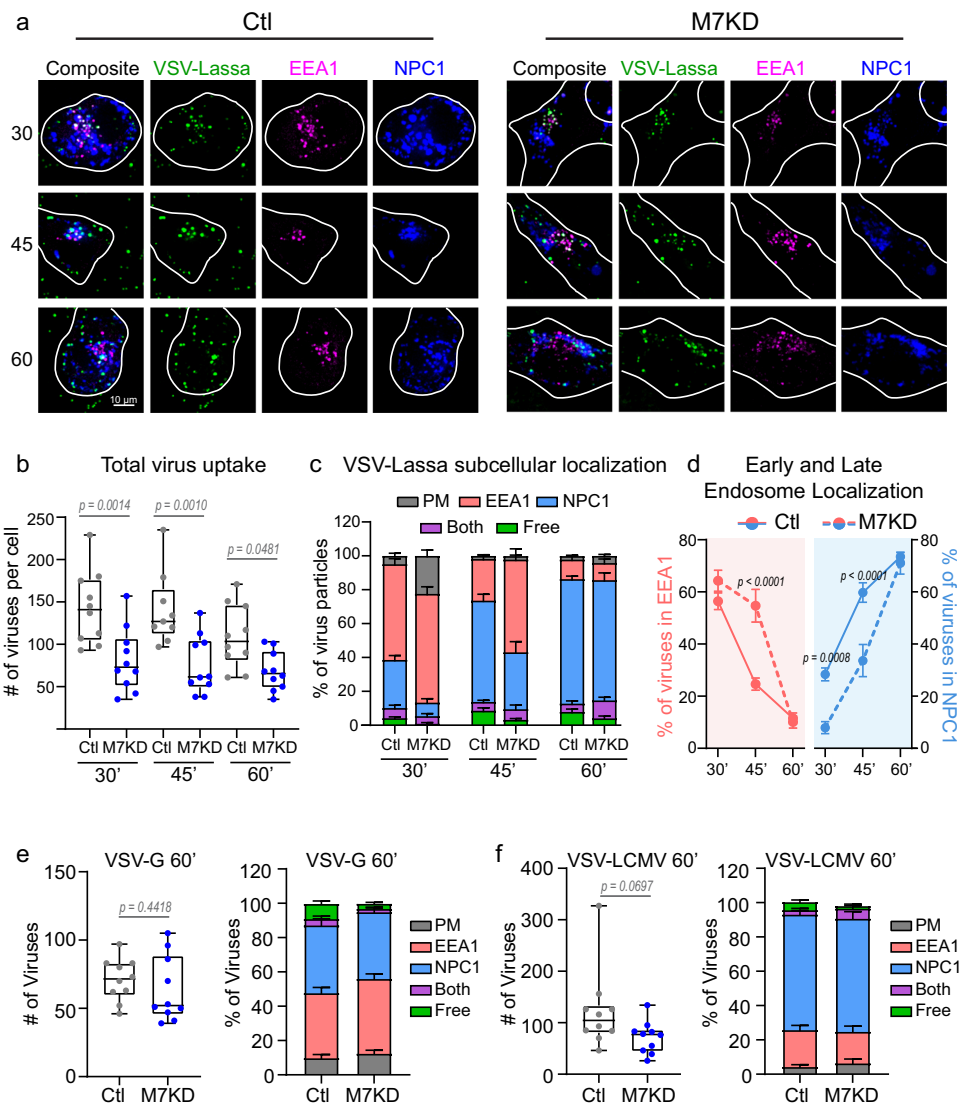 a
Ctl
M7KD
Composite VSV-Lassa EEA1 NPC1
Composite VSV-Lassa EEA1 NPC1
30
45
60
10 µm
b
Total virus uptake
# of viruses per cell
250
200
150
100
50
p = 0.0014
p = 0.0010
p = 0.0481
Ctl M7KD Ctl M7KD Ctl M7KD
30' 45' 60'
c
VSV-Lassa subcellular localization
PM EEA1 NPC1
Both Free
% of virus particles
120
100
80
60
40
20
0
Ctl M7KD Ctl M7KD Ctl M7KD
30' 45' 60'
d
Early and Late
Endosome Localization
Ctl M7KD
% of viruses in EEA1
80
60
40
20
0
p < 0.0001
p < 0.0001
p = 0.0008
80
60
40
20
0
% of viruses in NPC1
30' 45' 60' 30' 45' 60'
e
VSV-G 60'
# of Viruses
150
100
50
0
p = 0.4418
Ctl M7KD
VSV-G 60'
% of Viruses
120
100
80
60
40
20
0
Ctl M7KD
PM
EEA1
NPC1
Both
Free
f
VSV-LCMV 60'
# of Viruses
400
300
200
100
0
p = 0.0697
Ctl M7KD
VSV-LCMV 60'
% of Viruses
120
100
80
60
40
20
0
Ctl M7KD
PM
EEA1
NPC1
Both
Free